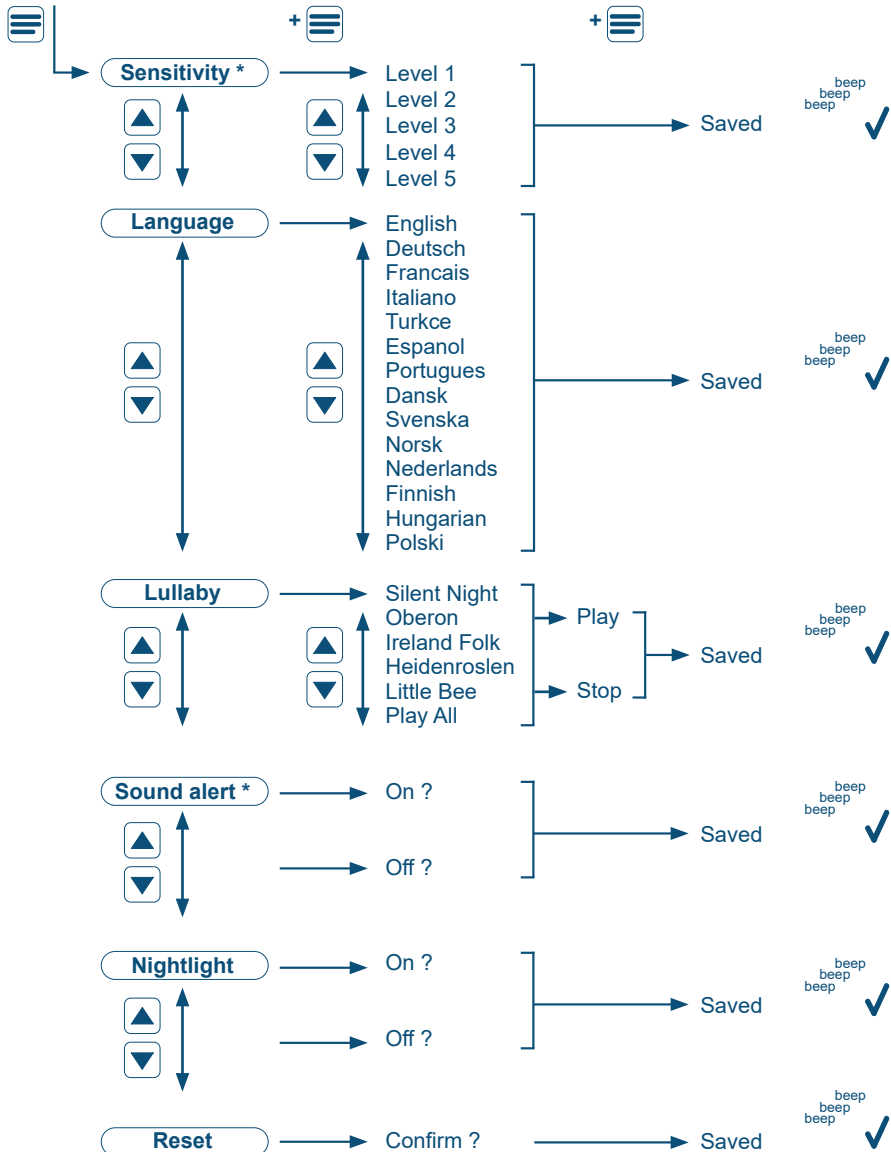 +
+
Sensitivity *
Level 1
Level 2
Level 3
Level 4
Level 5
Saved
beep
beep
beep
Language
English
Deutsch
Francais
Italiano
Turkce
Espanol
Portugues
Dansk
Svenska
Norsk
Nederlands
Finnish
Hungarian
Polski
Saved
beep
beep
beep
Lullaby
Silent Night
Oberon
Ireland Folk
Heidenroslen
Little Bee
Play All
Play
Stop
Saved
beep
beep
beep
Sound alert *
On ?
Off ?
Saved
beep
beep
beep
Nightlight
On ?
Off ?
Saved
beep
beep
beep
Reset
Confirm ?
Saved
beep
beep
beep